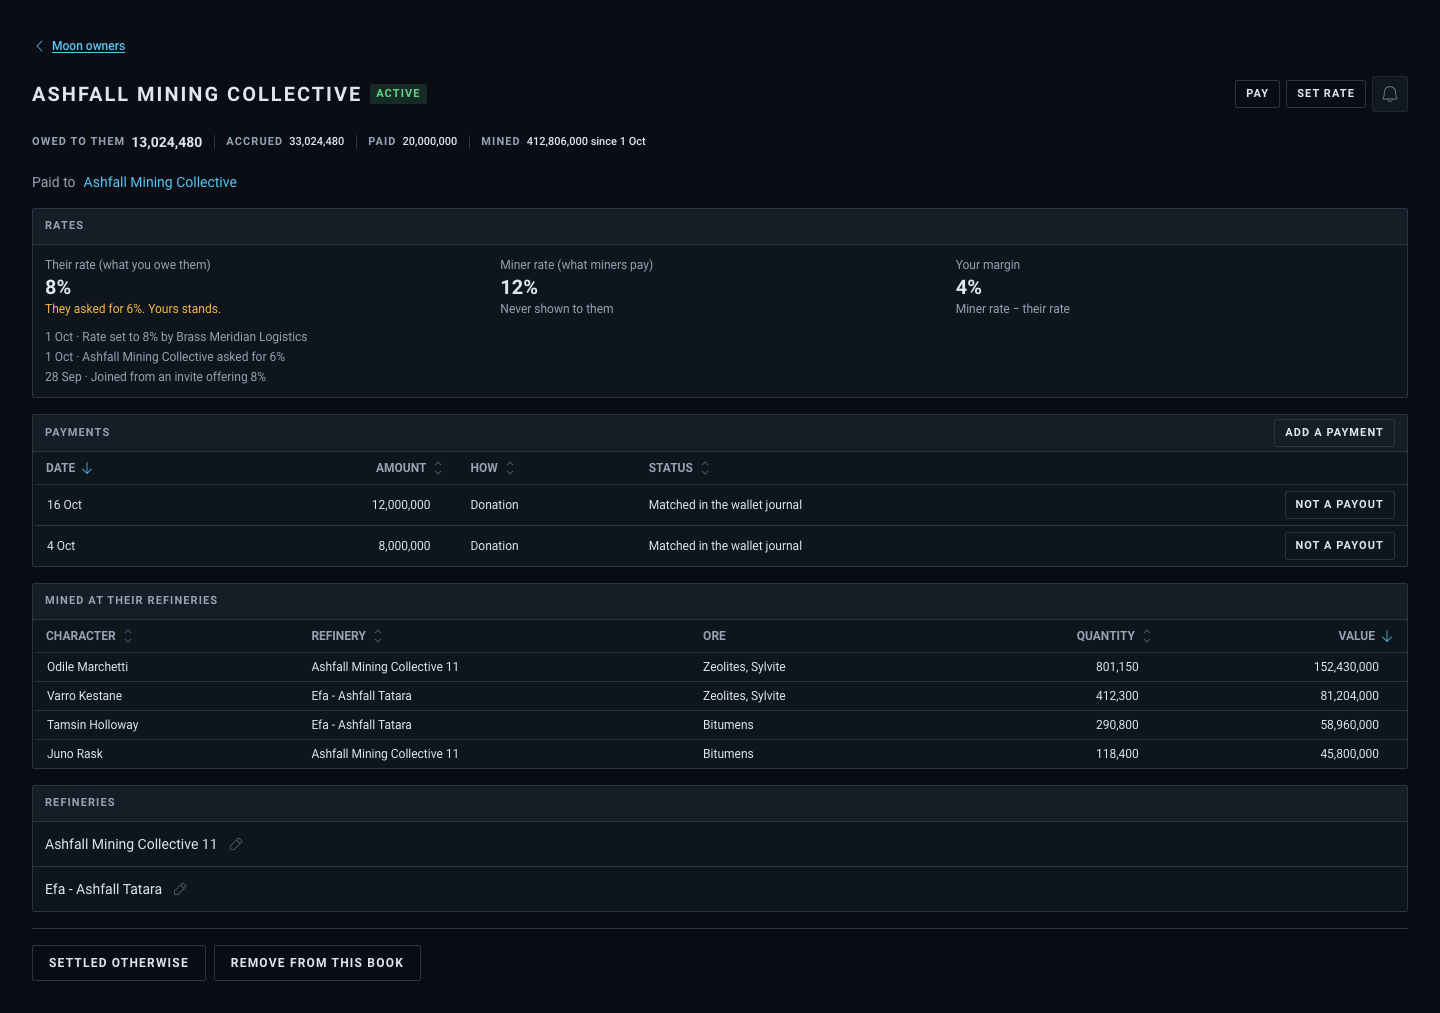 Moon owners
ASHFALL MINING COLLECTIVE ACTIVE PAY SET RATE
OWED TO THEM 13,024,480 ACCRUED 33,024,480 PAID 20,000,000 MINED 412,806,000 since 1 Oct
Paid to Ashfall Mining Collective
RATES
Their rate (what you owe them) Miner rate (what miners pay) Your margin
8% 12% 4%
They asked for 6%. Yours stands. Never shown to them Miner rate − their rate
1 Oct · Rate set to 8% by Brass Meridian Logistics
1 Oct · Ashfall Mining Collective asked for 6%
28 Sep · Joined from an invite offering 8%
PAYMENTS ADD A PAYMENT
DATE AMOUNT HOW STATUS
16 Oct 12,000,000 Donation Matched in the wallet journal NOT A PAYOUT
4 Oct 8,000,000 Donation Matched in the wallet journal NOT A PAYOUT
MINED AT THEIR REFINERIES
CHARACTER REFINERY ORE QUANTITY VALUE
Odile Marchetti Ashfall Mining Collective 11 Zeolites, Sylvite 801,150 152,430,000
Varro Kestane Efa - Ashfall Tatara Zeolites, Sylvite 412,300 81,204,000
Tamsin Holloway Efa - Ashfall Tatara Bitumens 290,800 58,960,000
Juno Rask Ashfall Mining Collective 11 Bitumens 118,400 45,800,000
REFINERIES
Ashfall Mining Collective 11
Efa - Ashfall Tatara
SETTLED OTHERWISE REMOVE FROM THIS BOOK